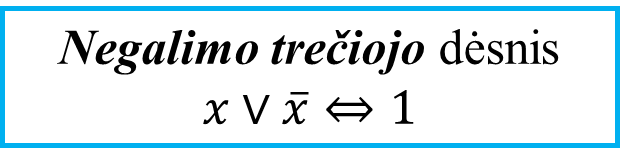 Negalimo trečiojo dėsnis
x ∨ x̄ ⇔ 1